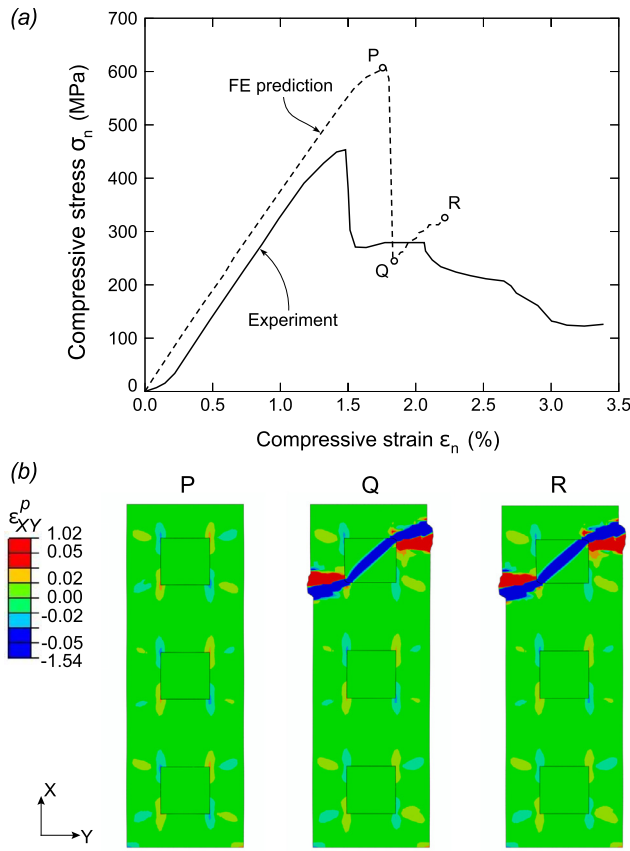 (a)
700
600
500
400
300
200
100
0
Compressive stress σn (MPa)
FE prediction
P
R
Q
Experiment
0.0 0.5 1.0 1.5 2.0 2.5 3.0 3.5
Compressive strain εn (%)
(b)
P Q R
εpXY
1.02
0.05
0.02
0.00
-0.02
-0.05
-1.54
X
Y